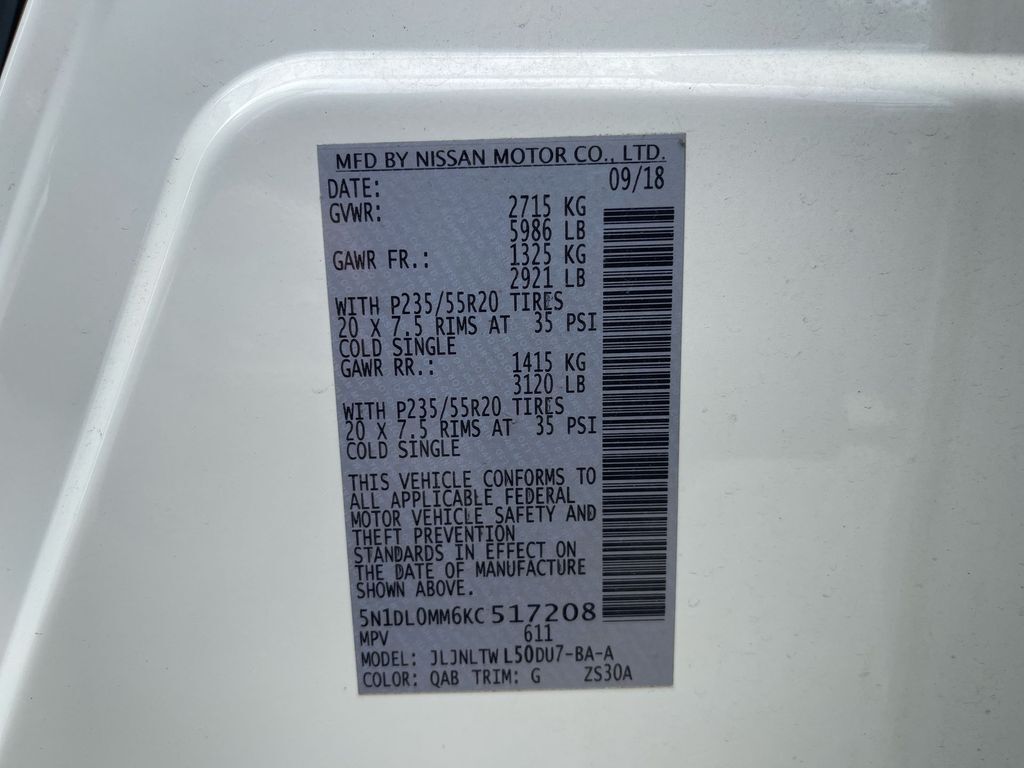 MFD BY NISSAN MOTOR CO., LTD.
DATE: 09/18
GVWR: 2715 KG
5986 LB
GAWR FR.: 1325 KG
2921 LB
WITH P235/55R20 TIRES
20 X 7.5 RIMS AT 35 PSI
COLD SINGLE
GAWR RR.: 1415 KG
3120 LB
WITH P235/55R20 TIRES
20 X 7.5 RIMS AT 35 PSI
COLD SINGLE
THIS VEHICLE CONFORMS TO
ALL APPLICABLE FEDERAL
MOTOR VEHICLE SAFETY AND
THEFT PREVENTION
STANDARDS IN EFFECT ON
THE DATE OF MANUFACTURE
SHOWN ABOVE.
5N1DL0MM6KC517208
MPV 611
MODEL: JLJNLTWL50DU7-BA-A
COLOR: QAB TRIM: G ZS30A